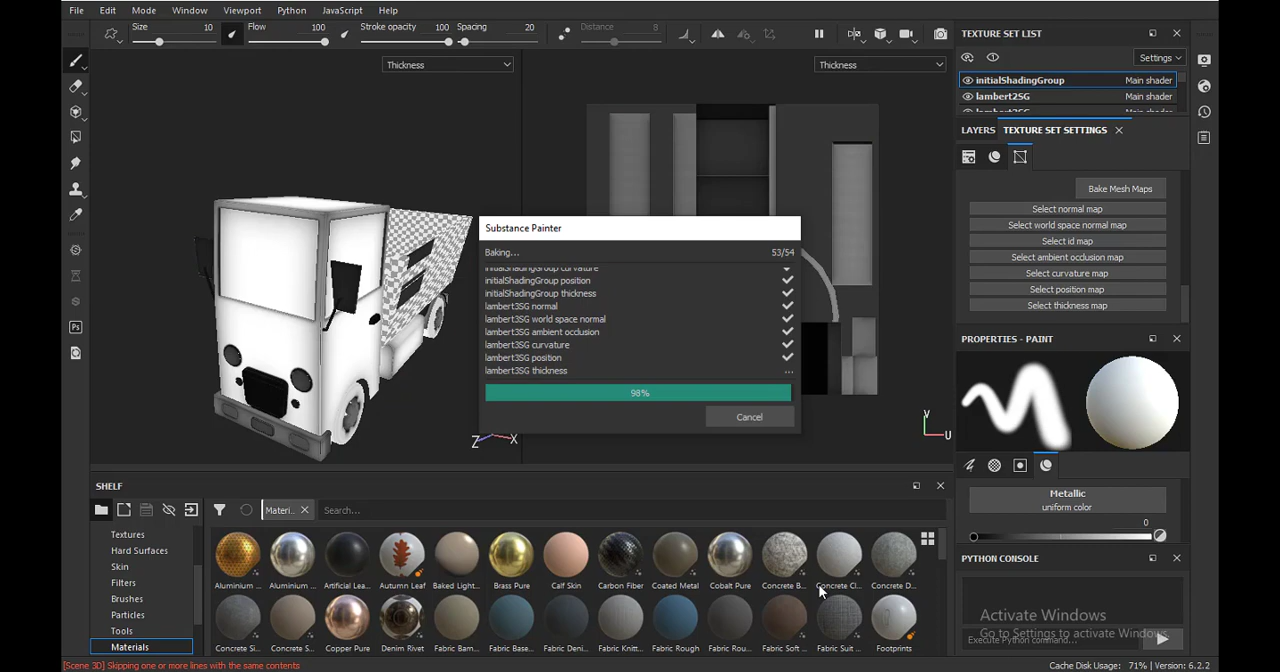 File Edit Mode Window Viewport Python JavaScript Help
Size 10 Flow 100 Stroke opacity 100 Spacing 20 Distance 8
Thickness
Thickness
TEXTURE SET LIST
Settings
initialShadingGroup Main shader
lambert2SG Main shader
LAYERS TEXTURE SET SETTINGS
Bake Mesh Maps
Select normal map
Select world space normal map
Select id map
Select ambient occlusion map
Select curvature map
Select position map
Select thickness map
Substance Painter
Baking... 53/54
initialShadingGroup curvature
initialShadingGroup position
initialShadingGroup thickness
lambert3SG normal
lambert3SG world space normal
lambert3SG ambient occlusion
lambert3SG curvature
lambert3SG position
lambert3SG thickness ...
98%
Cancel
Z X
V
U
PROPERTIES - PAINT
Metallic
uniform color
0
PYTHON CONSOLE
Activate Windows
Go to Settings to activate Windows.
Execute Python command...
SHELF
Materi...
Search...
Textures
Hard Surfaces
Skin
Filters
Brushes
Particles
Tools
Materials
Ps
Aluminium ... Aluminium ... Artificial Lea... Autumn Leaf Baked Light... Brass Pure Calf Skin Carbon Fiber Coated Metal Cobalt Pure Concrete B... Concrete Cl... Concrete D...
Concrete Si... Concrete S... Copper Pure Denim Rivet Fabric Bam... Fabric Base... Fabric Deni... Fabric Knitt... Fabric Rough Fabric Rou... Fabric Soft ... Fabric Suit ... Footprints
[Scene 3D] Skipping one or more lines with the same contents
Cache Disk Usage: 71% | Version: 6.2.2